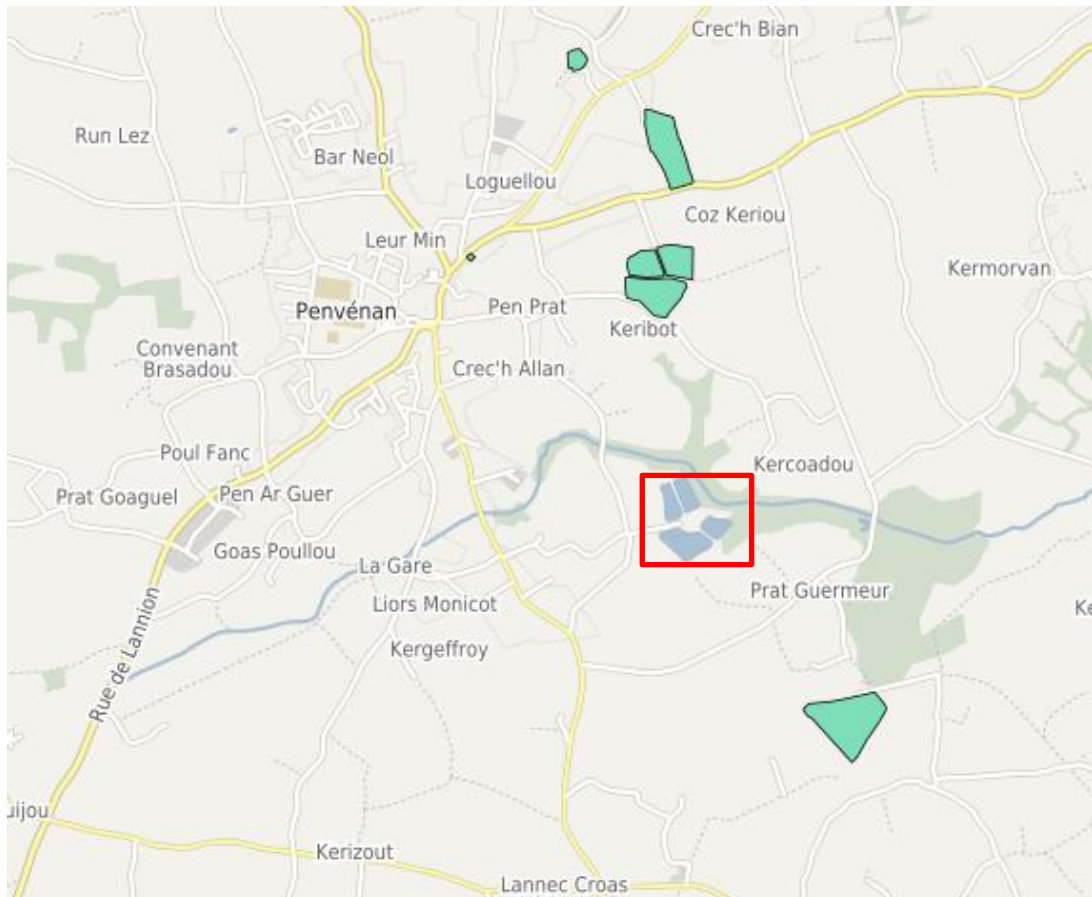 Crec'h Bian
Run Lez
Bar Neol
Loguellou
Coz Keriou
Leur Min
Kermorvan
Penvénan
Pen Prat
Keribot
Convenant
Brasadou
Crec'h Allan
Poul Fanc
Kercoadou
Prat Goaguel
Pen Ar Guer
Goas Poullou
La Gare
Prat Guermeur
Liors Monicot
Kergeffroy
Rue de Lannion
Kerizout
Lannec Croas